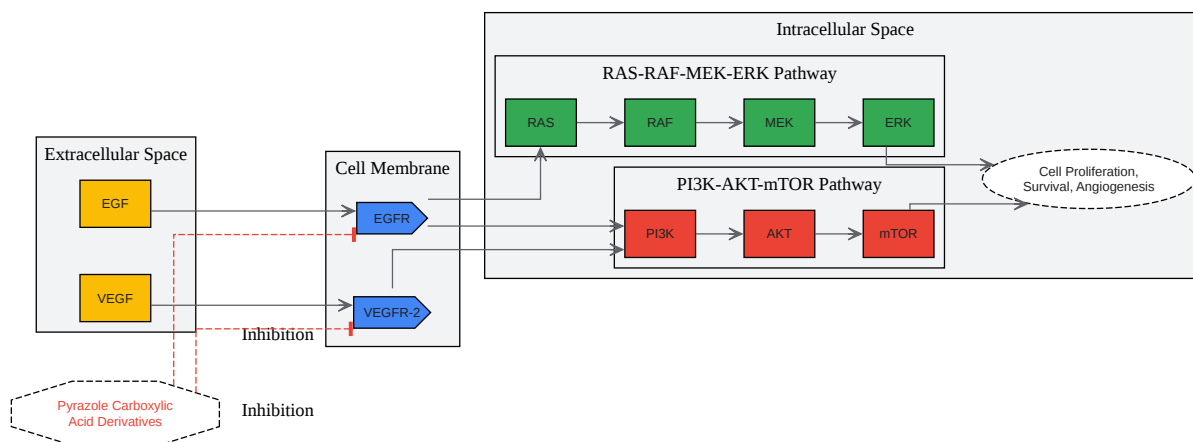 Intracellular Space
RAS-RAF-MEK-ERK Pathway
RAS
RAF
MEK
ERK
Extracellular Space
Cell Membrane
Cell Proliferation,
Survival, Angiogenesis
PI3K-AKT-mTOR Pathway
EGF
EGFR
PI3K
AKT
mTOR
VEGF
VEGFR-2
Inhibition
Pyrazole Carboxylic
Acid Derivatives
Inhibition